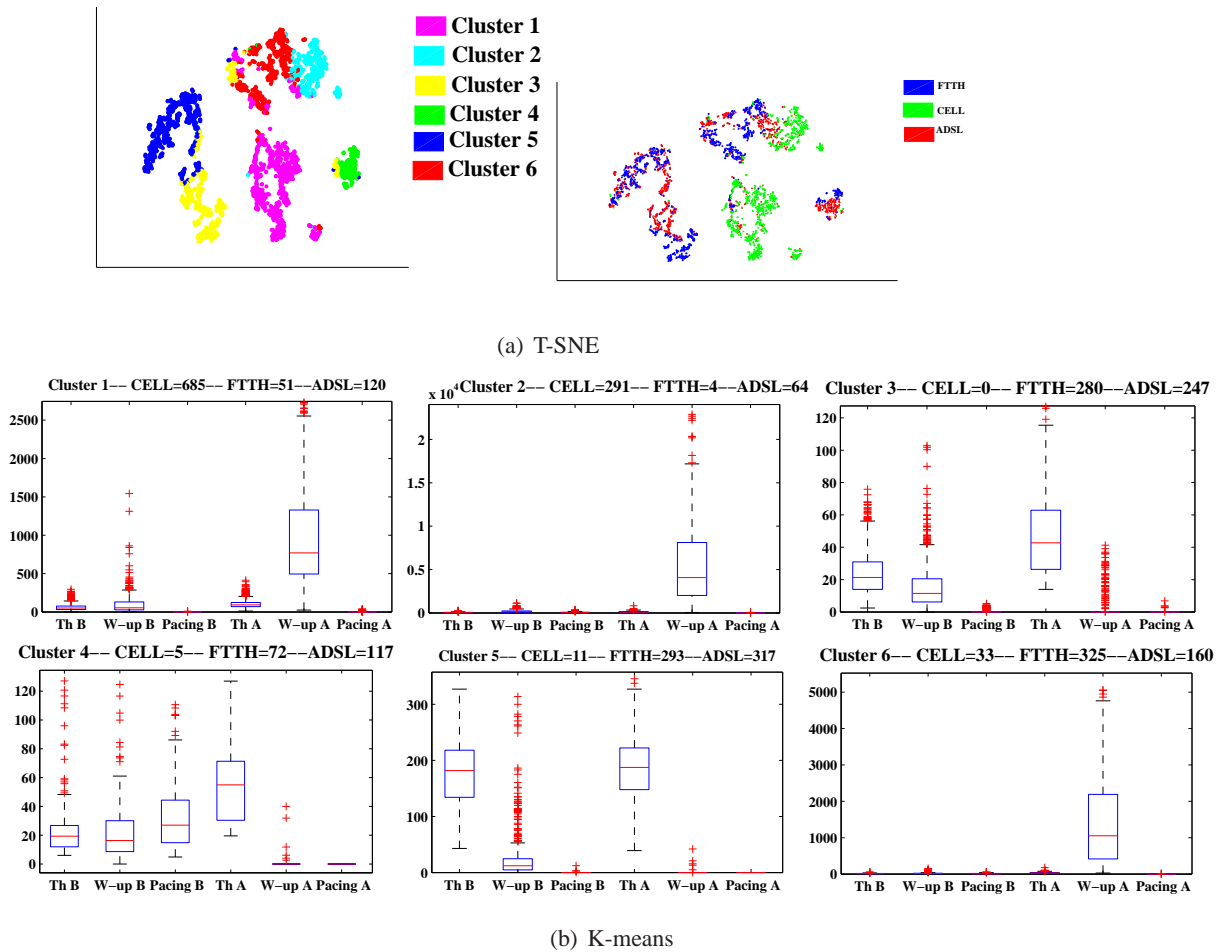 Cluster 1
Cluster 2
Cluster 3
Cluster 4
Cluster 5
Cluster 6
FTTH
CELL
ADSL
(a) T-SNE
Cluster 1−− CELL=685−− FTTH=51−−ADSL=120
2500
2000
1500
1000
500
0
Th B W−up B Pacing B Th A W−up A Pacing A
x 10^4 Cluster 2− CELL=291−− FTTH=4−−ADSL=64
2
1.5
1
0.5
0
Th B W−up B Pacing B Th A W−up A Pacing A
Cluster 3 −− CELL=0−− FTTH=280−−ADSL=247
120
100
80
60
40
20
0
Th B W−up B Pacing B Th A W−up A Pacing A
Cluster 4−− CELL=5−− FTTH=72−−ADSL=117
120
100
80
60
40
20
0
Th B W−up B Pacing B Th A W−up A Pacing A
Cluster 5−− CELL=11−− FTTH=293−−ADSL=317
300
200
100
0
Th B W−up B Pacing B Th A W−up A Pacing A
Cluster 6−− CELL=33−− FTTH=325−−ADSL=160
5000
4000
3000
2000
1000
0
Th B W−up B Pacing B Th A W−up A Pacing A
(b) K-means